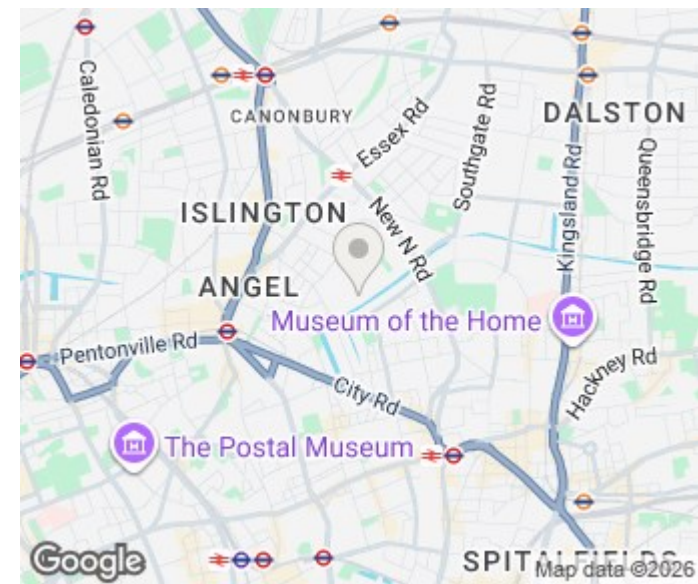 Caledonian Rd
CANONBURY
Essex Rd
Southgate Rd
DALSTON
Queensbridge Rd
Kingsland Rd
ISLINGTON
New N Rd
ANGEL
Museum of the Home
Pentonville Rd
City Rd
Hackney Rd
The Postal Museum
SPITALFIELDS
Google
Map data ©2026